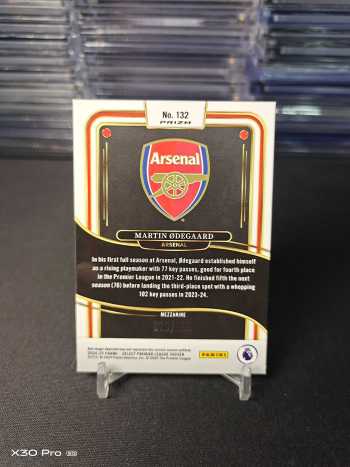 No. 132
PRIZM
Arsenal
MARTIN ØDEGAARD
ARSENAL
In his first full season at Arsenal, Ødegaard established himself
as a rising playmaker with 77 key passes, good for fourth place
in the Premier League in 2021-22. He finished fifth the next
season (76) before landing the third-place spot with a whopping
102 key passes in 2023-24.
MEZZANINE
PANINI
X30 Pro 5G